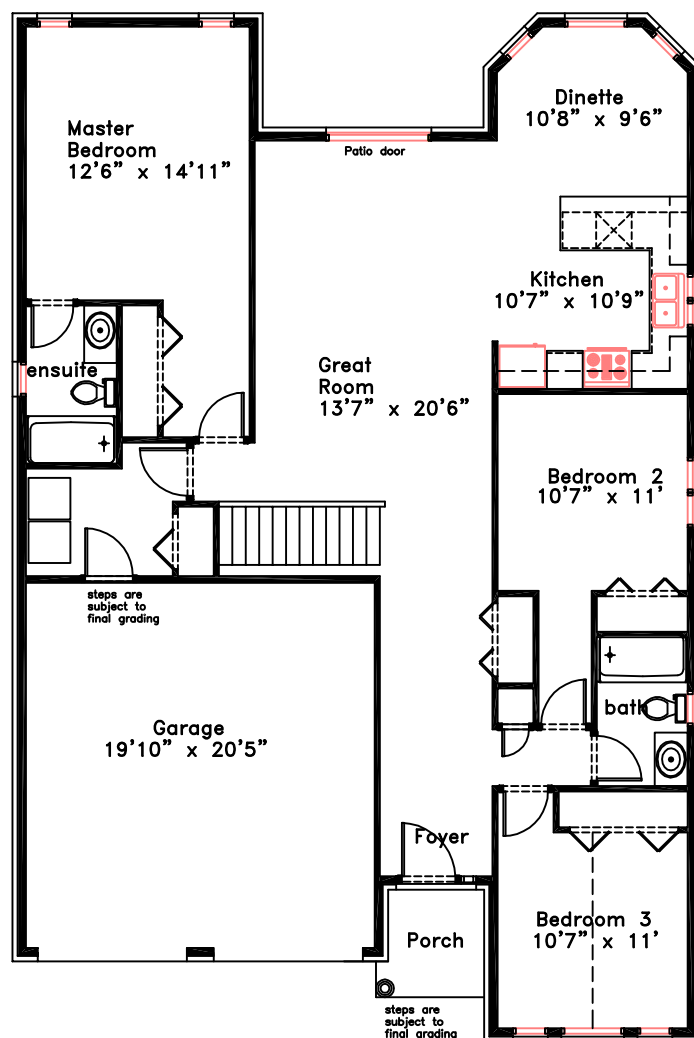 Dinette
10'8" x 9'6"
Master
Bedroom
12'6" x 14'11"
Patio door
Kitchen
10'7" x 10'9"
ensuite
Great
Room
13'7" x 20'6"
Bedroom 2
10'7" x 11'
steps are
subject to
final grading
bath
Garage
19'10" x 20'5"
Foyer
Bedroom 3
10'7" x 11'
Porch
steps are
subject to
final grading